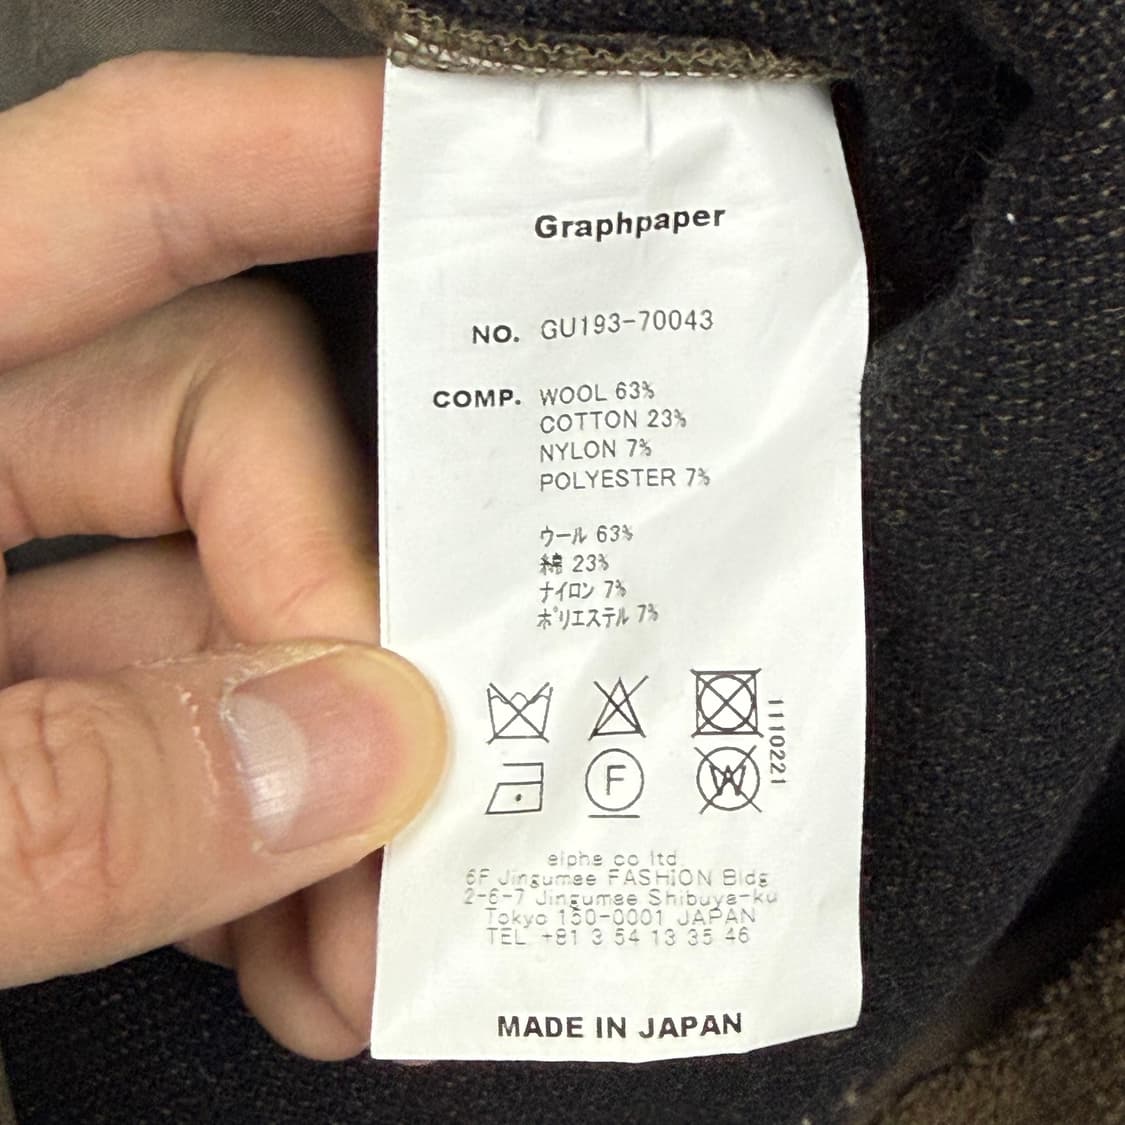 Graphpaper
NO. GU193-70043
COMP. WOOL 63%
COTTON 23%
NYLON 7%
POLYESTER 7%
ウール 63%
綿 23%
ナイロン 7%
ポリエステル 7%
F
W
1110221
elphe co ltd.
6F Jingumae FASHION Bldg
2-6-7 Jingumae Shibuya-ku
Tokyo 150-0001 JAPAN
TEL +81 3 54 13 35 46
MADE IN JAPAN